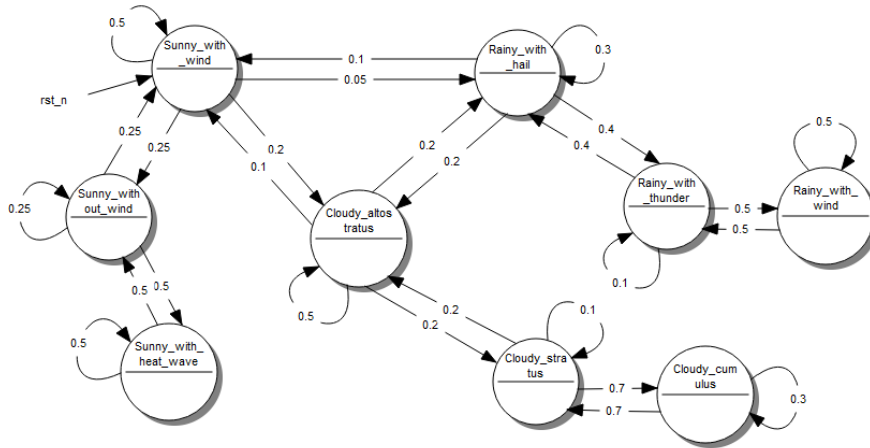 0.5
Sunny_with
_wind
rst_n
0.1
0.05
Rainy_with
_hail
0.3
0.25
0.25
0.2
0.1
0.2
0.2
0.4
0.4
0.5
Sunny_with
out_wind
0.25
Cloudy_altos
tratus
Rainy_with
_thunder
Rainy_with_
wind
0.5
0.5
0.5
0.5
0.1
0.5
0.2
0.2
0.1
0.5
Sunny_with_
heat_wave
Cloudy_stra
tus
Cloudy_cum
ulus
0.7
0.7
0.3